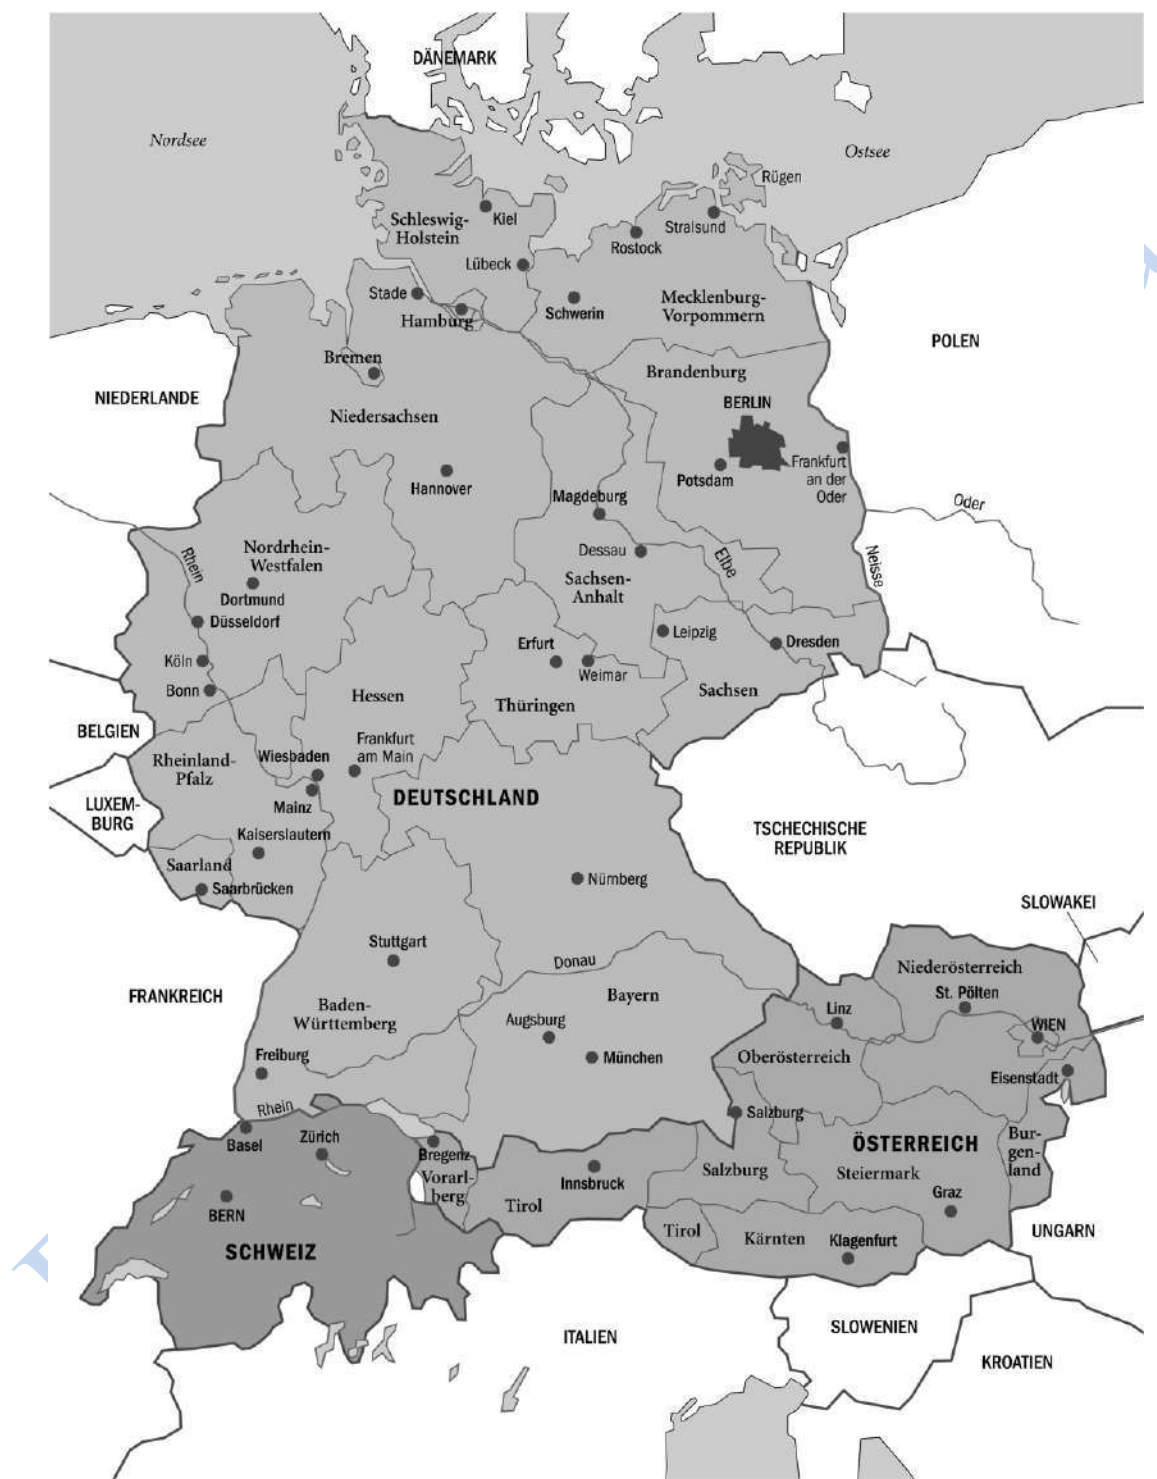 DÄNEMARK
Nordsee
Ostsee
Rügen
Kiel
Schleswig-
Holstein
Stralsund
Rostock
Lübeck
Stade
Hamburg
Schwerin
Mecklenburg-
Vorpommern
POLEN
Bremen
Brandenburg
NIEDERLANDE
BERLIN
Niedersachsen
Frankfurt
an der
Oder
Potsdam
Hannover
Magdeburg
Oder
Nordrhein-
Westfalen
Rhein
Dessau
Elbe
Neisse
Sachsen-
Anhalt
Dortmund
Düsseldorf
Leipzig
Dresden
Erfurt
Köln
Weimar
Bonn
Hessen
Sachsen
Thüringen
BELGIEN
Frankfurt
am Main
Wiesbaden
Rheinland-
Pfalz
DEUTSCHLAND
Mainz
LUXEM-
BURG
Kaiserslautern
TSCHECHISCHE
REPUBLIK
Saarland
Saarbrücken
Nürnberg
SLOWAKEI
Stuttgart
Donau
Niederösterreich
FRANKREICH
Bayern
St. Pölten
Baden-
Württemberg
Linz
Augsburg
WIEN
Freiburg
München
Oberösterreich
Eisenstadt
Rhein
Salzburg
Basel
Zürich
ÖSTERREICH
Bur-
gen-
land
Bregenz
Vorarl-
berg
Innsbruck
Salzburg
Steiermark
Graz
BERN
Tirol
Tirol
Kärnten
Klagenfurt
UNGARN
SCHWEIZ
ITALIEN
SLOWENIEN
KROATIEN